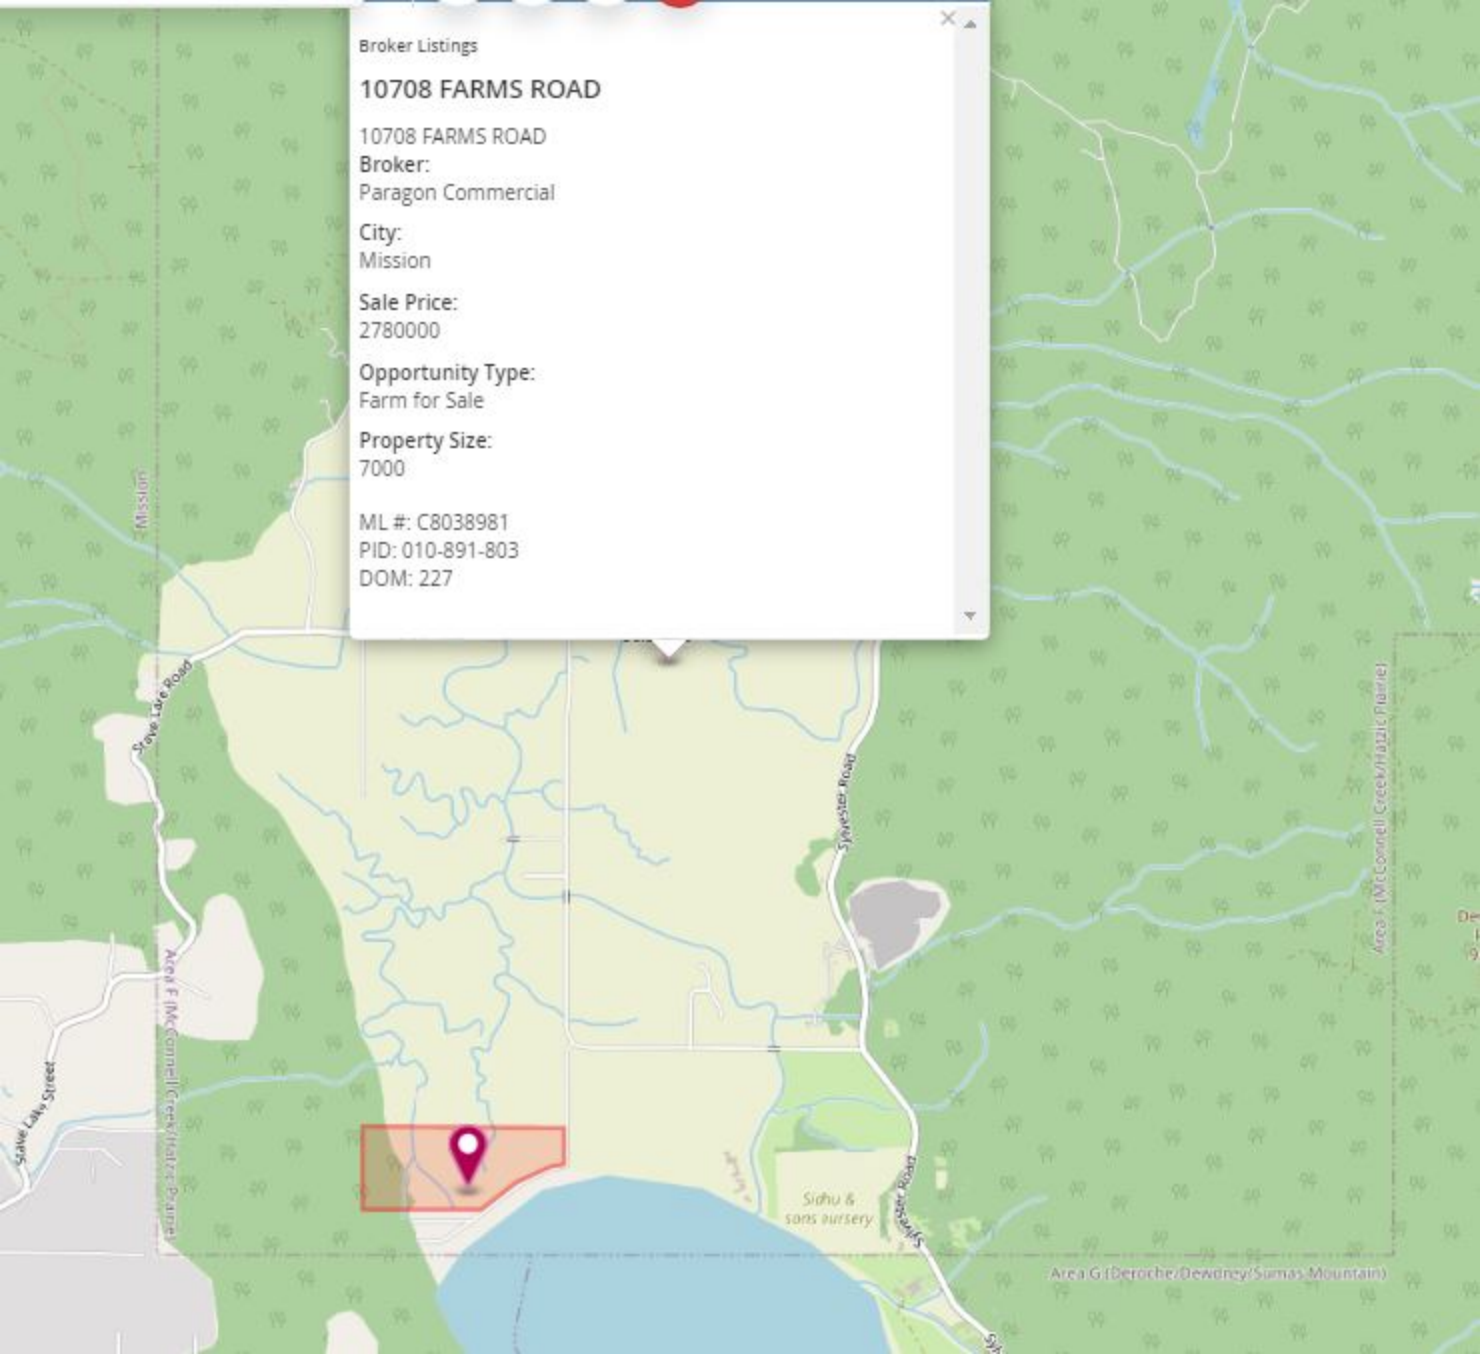 Broker Listings
10708 FARMS ROAD
10708 FARMS ROAD
Broker:
Paragon Commercial
City:
Mission
Sale Price:
2780000
Opportunity Type:
Farm for Sale
Property Size:
7000
ML #: C8038981
PID: 010-891-803
DOM: 227
Mission
Stave Lake Road
Sylvester Road
Area F (McConnell Creek/Hatzic Prairie)
Area F (McConnell Creek/Hatzic Prairie)
Stave Lake Street
Sidhu &
sons nursery
Sylvester Road
Area G (Deroche/Dewdney/Sumas Mountain)